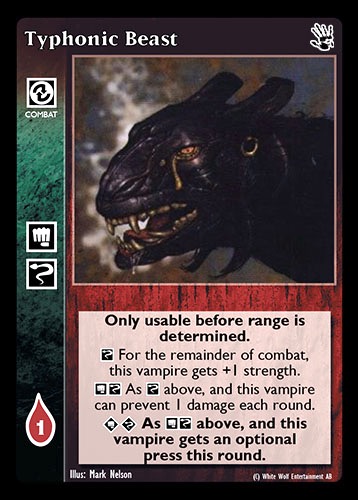 Typhonic Beast
COMBAT
Only usable before range is
determined.
For the remainder of combat,
this vampire gets +1 strength.
As above, and this vampire
can prevent 1 damage each round.
As above, and this
vampire gets an optional
press this round.
1
Illus: Mark Nelson
(C) White Wolf Entertainment AB